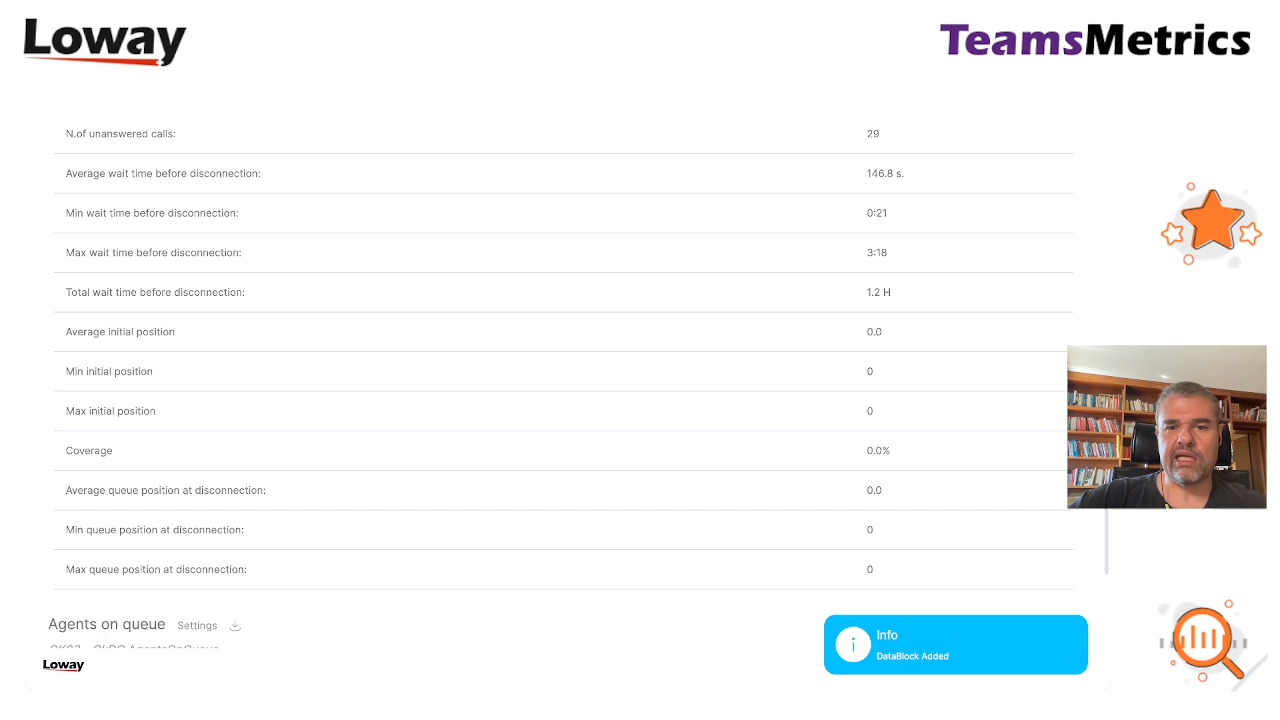 Loway
TeamsMetrics
N.of unanswered calls: 29
Average wait time before disconnection: 146.8 s.
Min wait time before disconnection: 0:21
Max wait time before disconnection: 3:18
Total wait time before disconnection: 1.2 H
Average initial position 0.0
Min initial position 0
Max initial position 0
Coverage 0.0%
Average queue position at disconnection: 0.0
Min queue position at disconnection: 0
Max queue position at disconnection: 0
Agents on queue Settings
Info
DataBlock Added
Loway